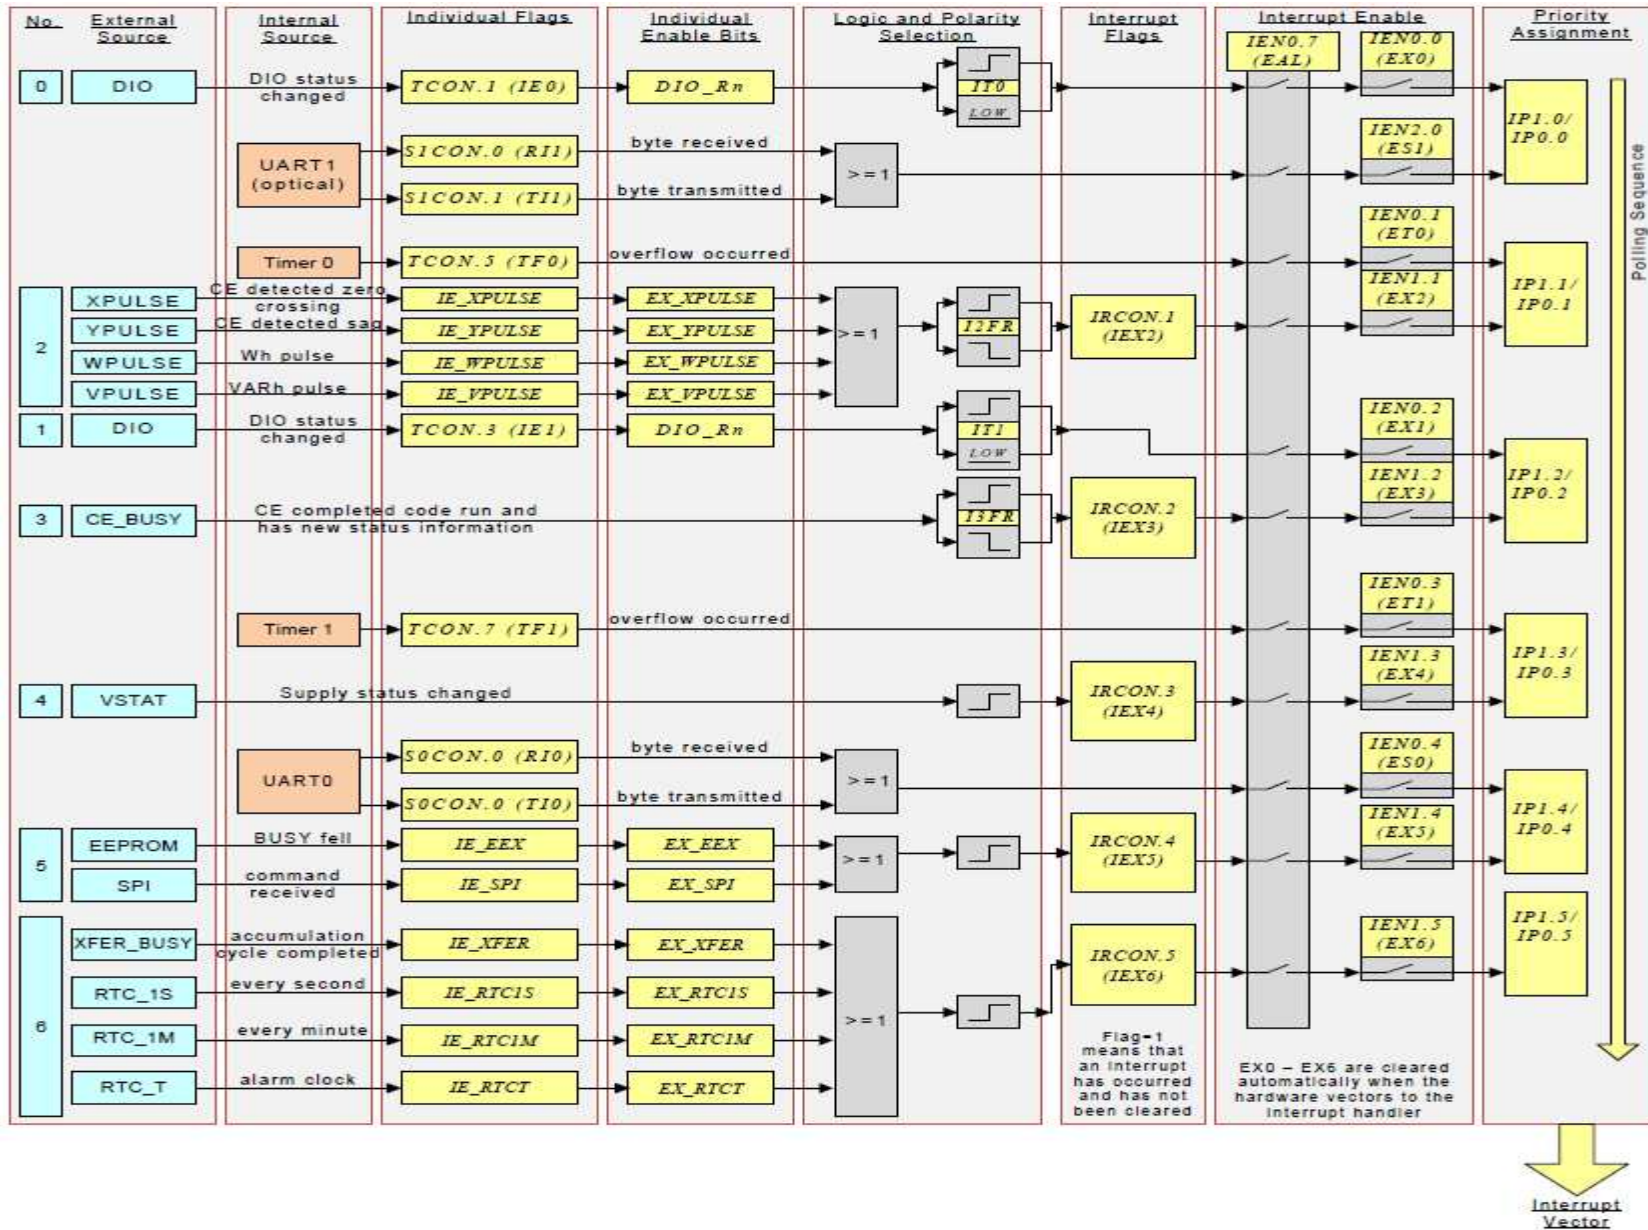 No.
External
Source
Internal
Source
Individual Flags
Individual
Enable Bits
Logic and Polarity
Selection
Interrupt
Flags
Interrupt Enable
Priority
Assignment
IEN0.7
(EAL)
IEN0.0
(EX0)
0
DIO
DIO status
changed
TCON.1 (IE0)
DIO_Rn
IT0
LOW
IP1.0/
IP0.0
Polling Sequence
UART1
(optical)
S1CON.0 (RI1)
byte received
S1CON.1 (TI1)
byte transmitted
>=1
IEN2.0
(ES1)
Timer 0
TCON.5 (TF0)
overflow occurred
IEN0.1
(ET0)
IP1.1/
IP0.1
2
XPULSE
CE detected zero
crossing
IE_XPULSE
EX_XPULSE
YPULSE
CE detected sag
IE_YPULSE
EX_YPULSE
WPULSE
Wh pulse
IE_WPULSE
EX_WPULSE
VPULSE
VARh pulse
IE_VPULSE
EX_VPULSE
>=1
I2FR
IRCON.1
(IEX2)
IEN1.1
(EX2)
1
DIO
DIO status
changed
TCON.3 (IE1)
DIO_Rn
IT1
LOW
IEN0.2
(EX1)
IP1.2/
IP0.2
3
CE_BUSY
CE completed code run and
has new status information
I3FR
IRCON.2
(IEX3)
IEN1.2
(EX3)
Timer 1
TCON.7 (TF1)
overflow occurred
IEN0.3
(ET1)
IP1.3/
IP0.3
4
VSTAT
Supply status changed
IRCON.3
(IEX4)
IEN1.3
(EX4)
UART0
S0CON.0 (RI0)
byte received
S0CON.0 (TI0)
byte transmitted
>=1
IEN0.4
(ES0)
IP1.4/
IP0.4
5
EEPROM
BUSY fell
IE_EEX
EX_EEX
SPI
command
received
IE_SPI
EX_SPI
>=1
IRCON.4
(IEX5)
IEN1.4
(EX5)
6
XFER_BUSY
accumulation
cycle completed
IE_XFER
EX_XFER
RTC_1S
every second
IE_RTC1S
EX_RTC1S
RTC_1M
every minute
IE_RTC1M
EX_RTC1M
RTC_T
alarm clock
IE_RTCT
EX_RTCT
>=1
IRCON.5
(IEX6)
IEN1.5
(EX6)
IP1.5/
IP0.5
Flag=1
means that
an interrupt
has occurred
and has not
been cleared
EX0 – EX6 are cleared
automatically when the
hardware vectors to the
interrupt handler
Interrupt
Vector